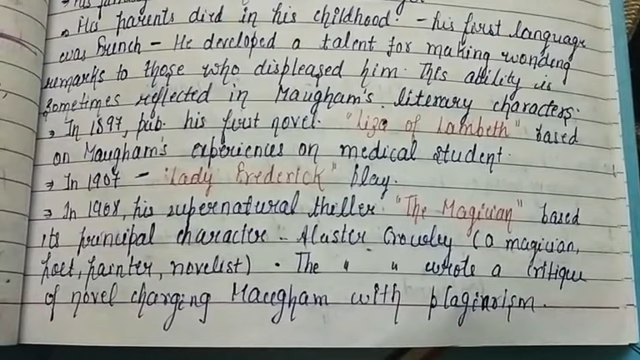 His parents died in his childhood. - his first language
was French - He developed a talent for making wonding
remarks to those who displeased him. This ability is
sometimes reflected in Maugham's literary characters.
→ In 1897, pub. his first novel. "Liza of Lambeth" based
on Maugham's experiences on medical student.
→ In 1907 - "Lady Frederick" Play.
→ In 1908, his supernatural theller "The Magician" based
its principal character - Alaster Crowley (a magician,
poet, painter, novelist) . The " " wrote a critique
of novel charging Maugham with plaginrism.